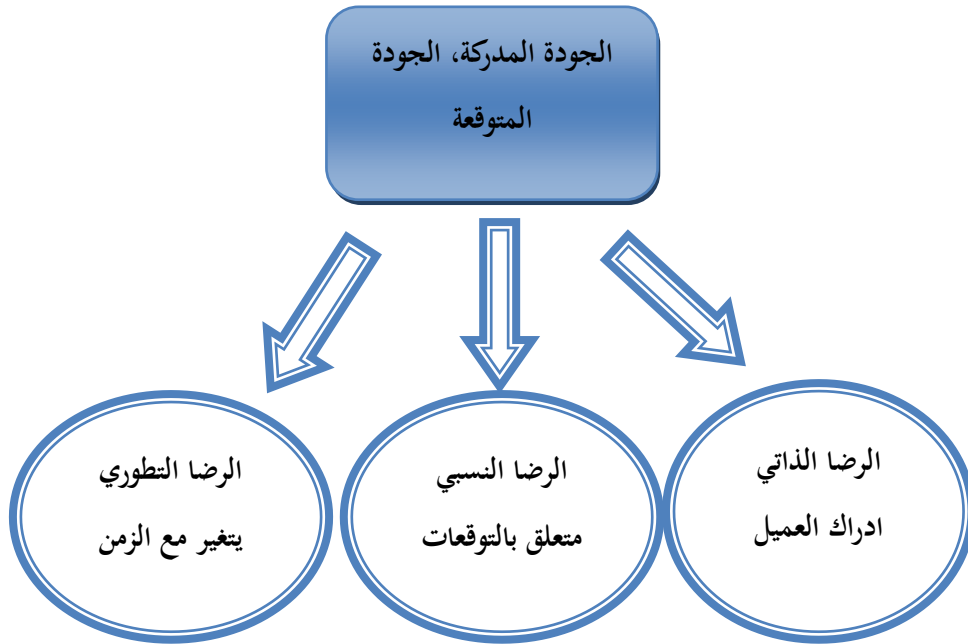 الجودة المدركة، الجودة
المتوقعة
الرضا الذاتي
ادراك العميل
الرضا النسبي
متعلق بالتوقعات
الرضا التطوري
يتغير مع الزمن